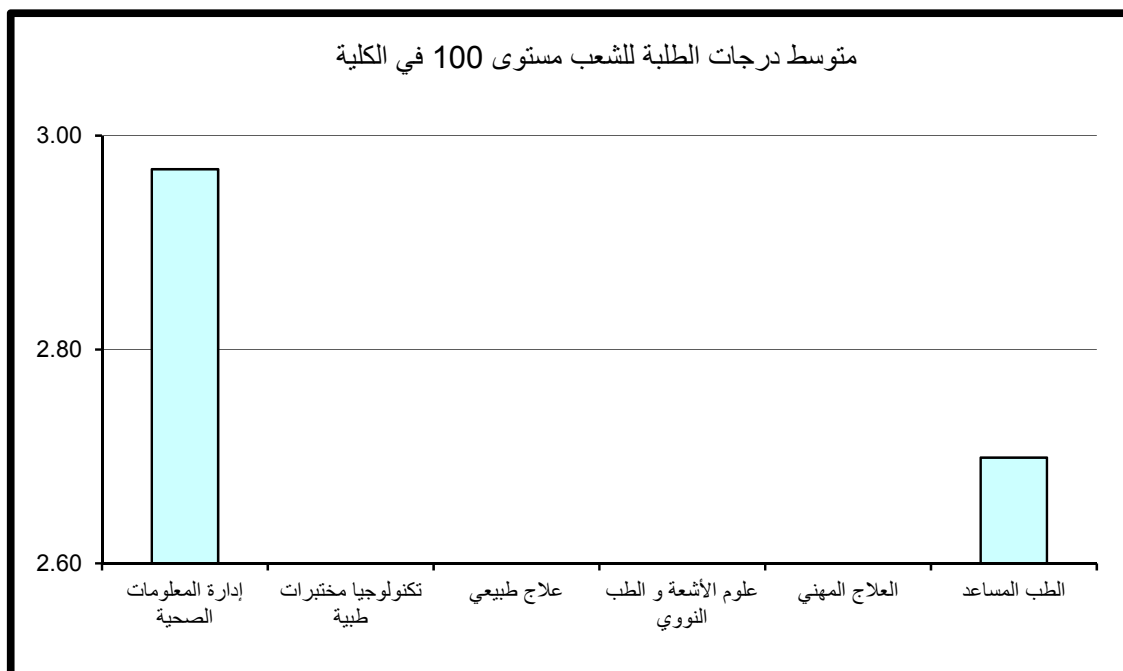 متوسط درجات الطلبة للشعب مستوى 100 في الكلية
3.00
2.80
2.60
إدارة المعلومات
الصحية
تكنولوجيا مختبرات
طبية
علاج طبيعي
علوم الأشعة و الطب
النووي
العلاج المهني
الطب المساعد